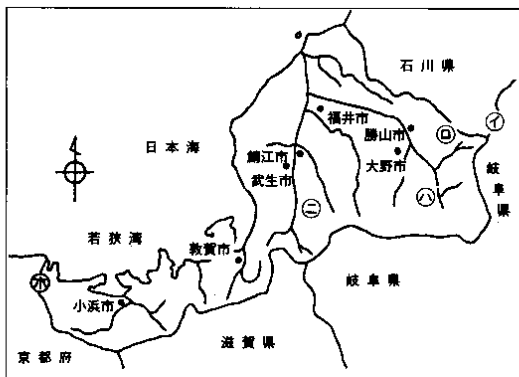 石川県
イ
福井市
勝山市
ロ
日本海
鯖江市
大野市
岐阜県
武生市
ハ
ニ
若狭湾
敦賀市
岐阜県
ホ
小浜市
滋賀県
京都府